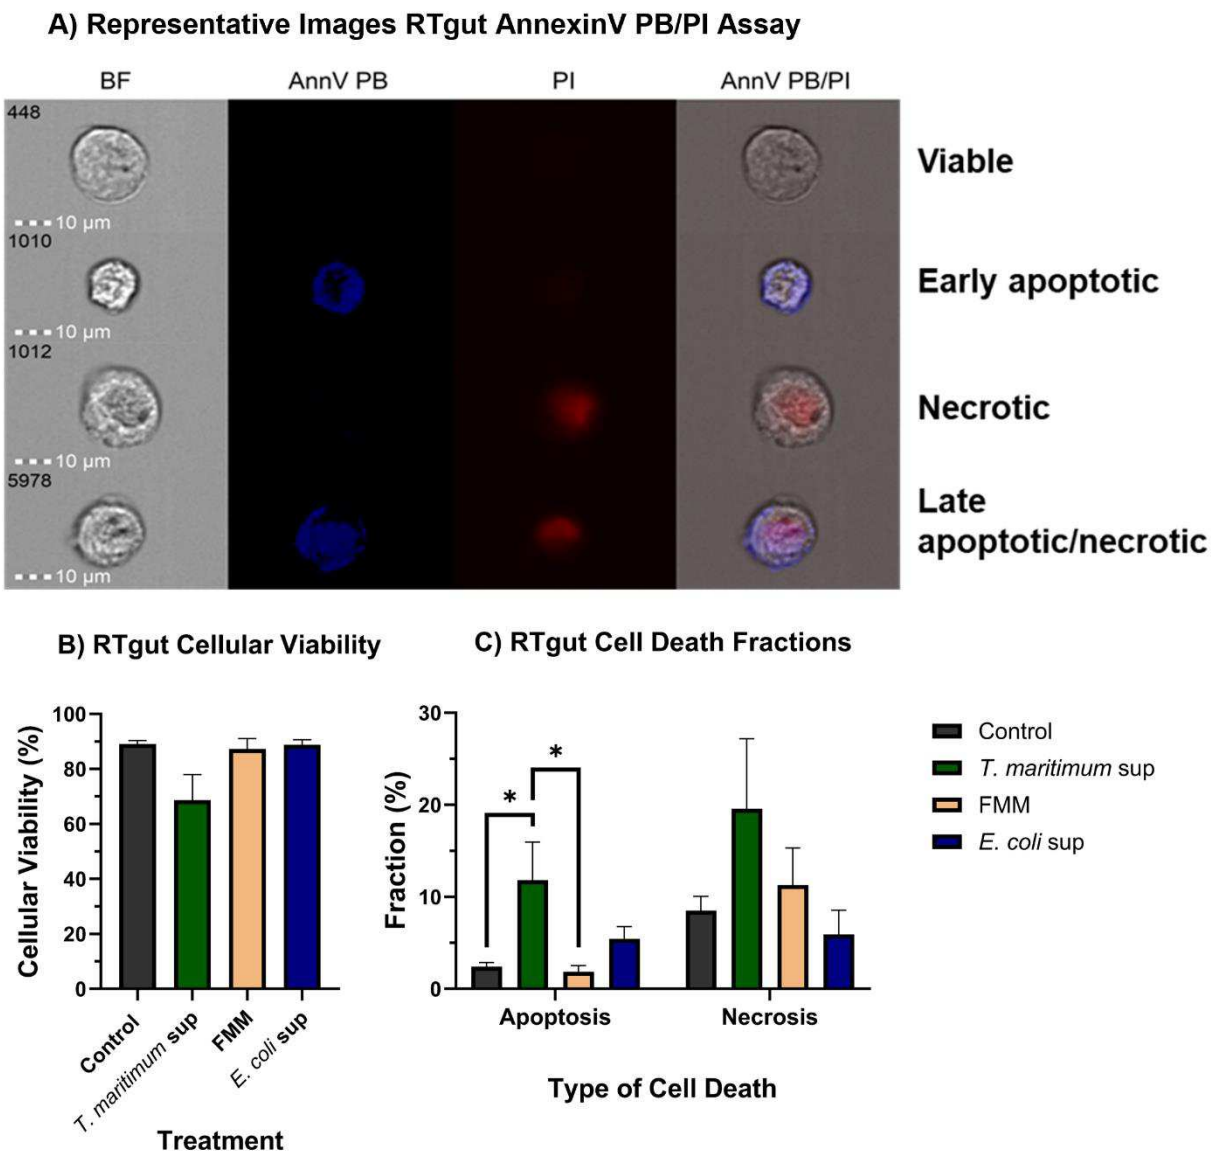 A) Representative Images RTgut AnnexinV PB/PI Assay
BF AnnV PB PI AnnV PB/PI
448
Viable
10 µm
1010
Early apoptotic
10 µm
1012
Necrotic
10 µm
5978
Late
apoptotic/necrotic
10 µm
B) RTgut Cellular Viability
Cellular Viability (%)
100
80
60
40
20
0
Control
T. maritimum sup
FMM
E. coli sup
Treatment
C) RTgut Cell Death Fractions
Fraction (%)
30
20
10
0
*
*
Apoptosis Necrosis
Type of Cell Death
Control
T. maritimum sup
FMM
E. coli sup